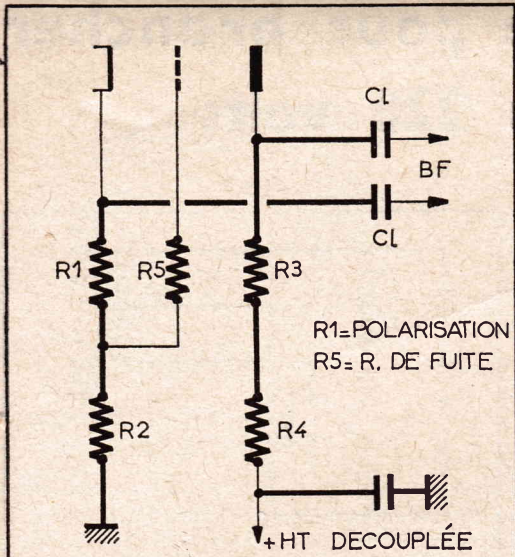 Cl
BF
Cl
R1
R5
R3
R1=POLARISATION
R5=R. DE FUITE
R2
R4
+HT DECOUPLÉE